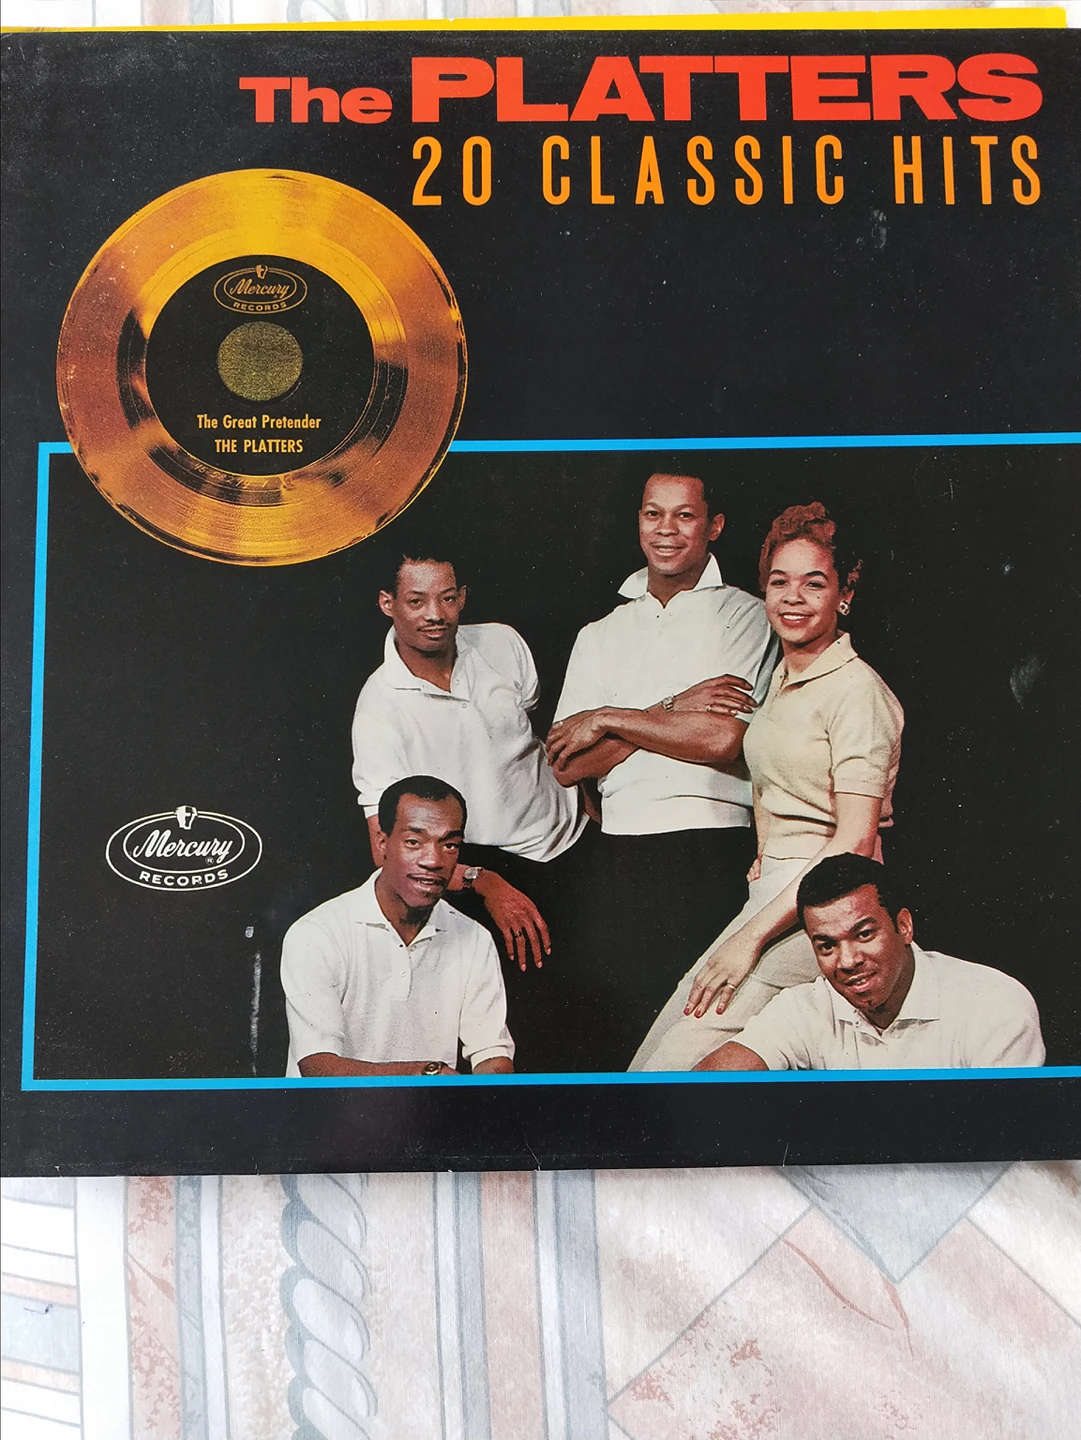 The PLATTERS
20 CLASSIC HITS
Mercury
RECORDS
The Great Pretender
THE PLATTERS
Mercury ®
RECORDS